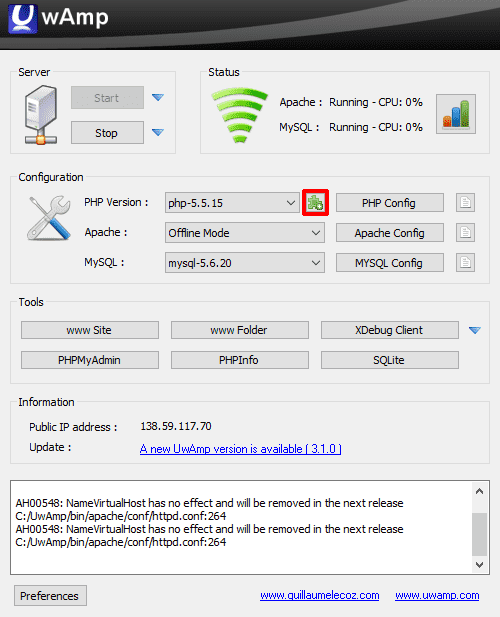 UwAmp
Server
Start
Stop
Status
Apache : Running - CPU: 0%
MySQL : Running - CPU: 0%
Configuration
PHP Version : php-5.5.15 PHP Config
Apache : Offline Mode Apache Config
MySQL : mysql-5.6.20 MYSQL Config
Tools
www Site www Folder XDebug Client
PHPMyAdmin PHPInfo SQLite
Information
Public IP address : 138.59.117.70
Update : A new UwAmp version is available ( 3.1.0 )
AH00548: NameVirtualHost has no effect and will be removed in the next release
C:/UwAmp/bin/apache/conf/httpd.conf:264
AH00548: NameVirtualHost has no effect and will be removed in the next release
C:/UwAmp/bin/apache/conf/httpd.conf:264
Preferences www.guillaumelecoz.com www.uwamp.com